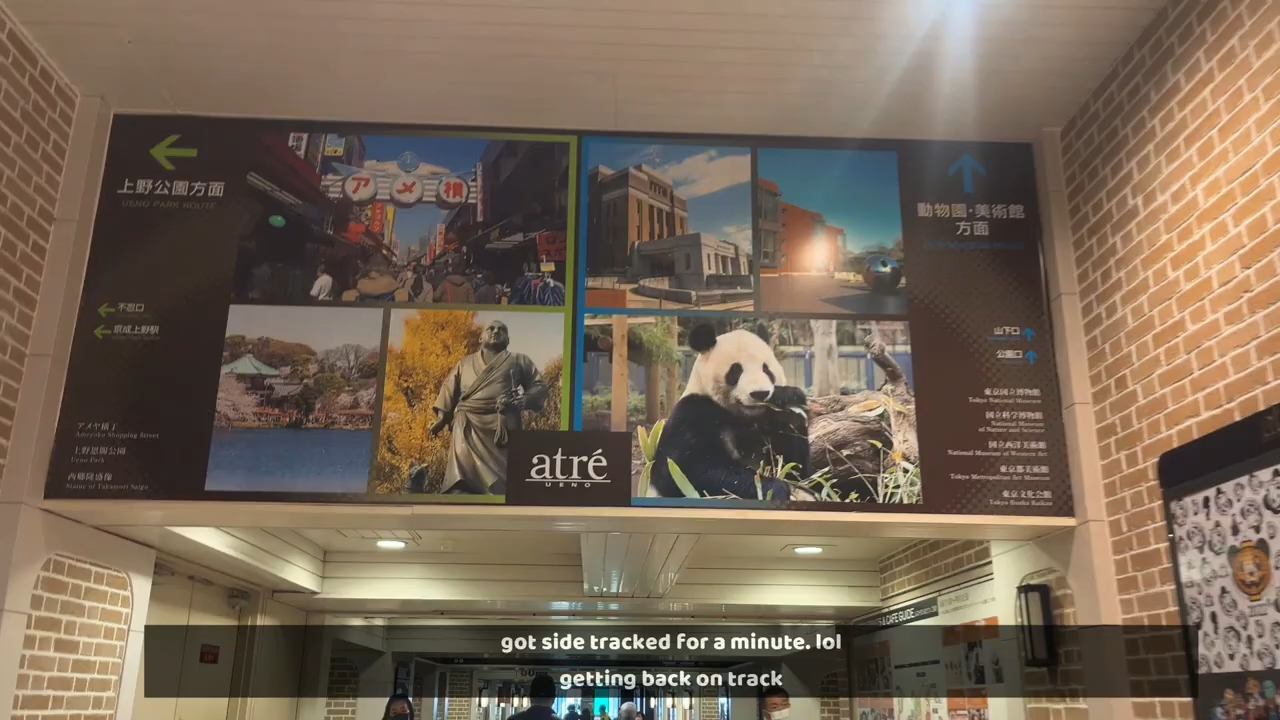 上野公園方面
UENO PARK ROUTE
不忍口
京成上野駅
アメヤ横丁
Ameyoko Shopping Street
上野恩賜公園
Ueno Park
西郷隆盛像
Statue of Takamori Saigo
アメ横
atré
UENO
動物園・美術館
方面
山下口
公園口
東京国立博物館
Tokyo National Museum
国立科学博物館
National Museum
of Nature and Science
国立西洋美術館
National Museum of Western Art
東京都美術館
Tokyo Metropolitan Art Museum
東京文化会館
Tokyo Bunka Kaikan
& CAFE GUIDE
got side tracked for a minute. lol
getting back on track